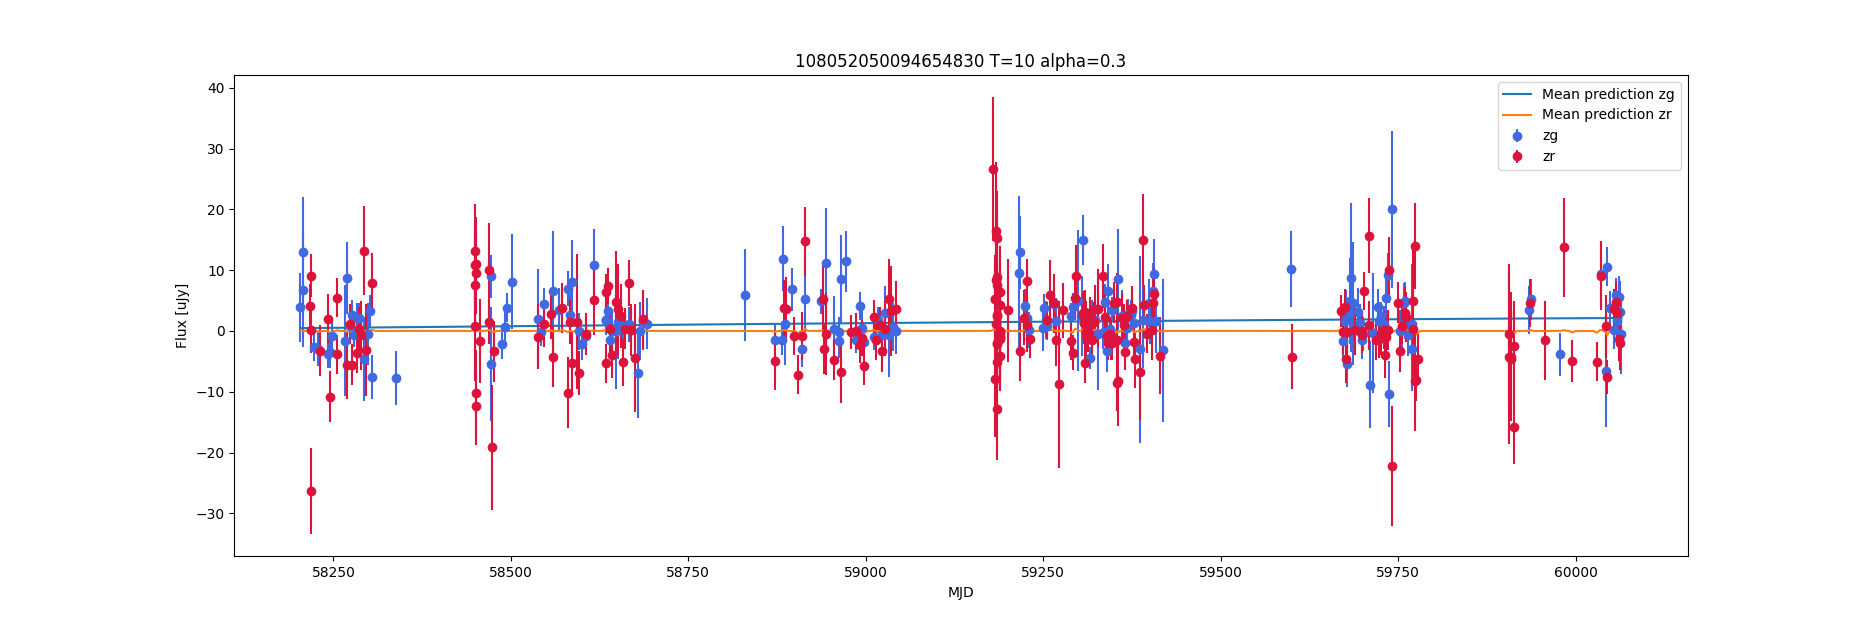 108052050094654830 T=10 alpha=0.3
Mean prediction zg
Mean prediction zr
zg
zr
40
30
20
10
0
−10
−20
−30
Flux [uJy]
58250
58500
58750
59000
59250
59500
59750
60000
MJD